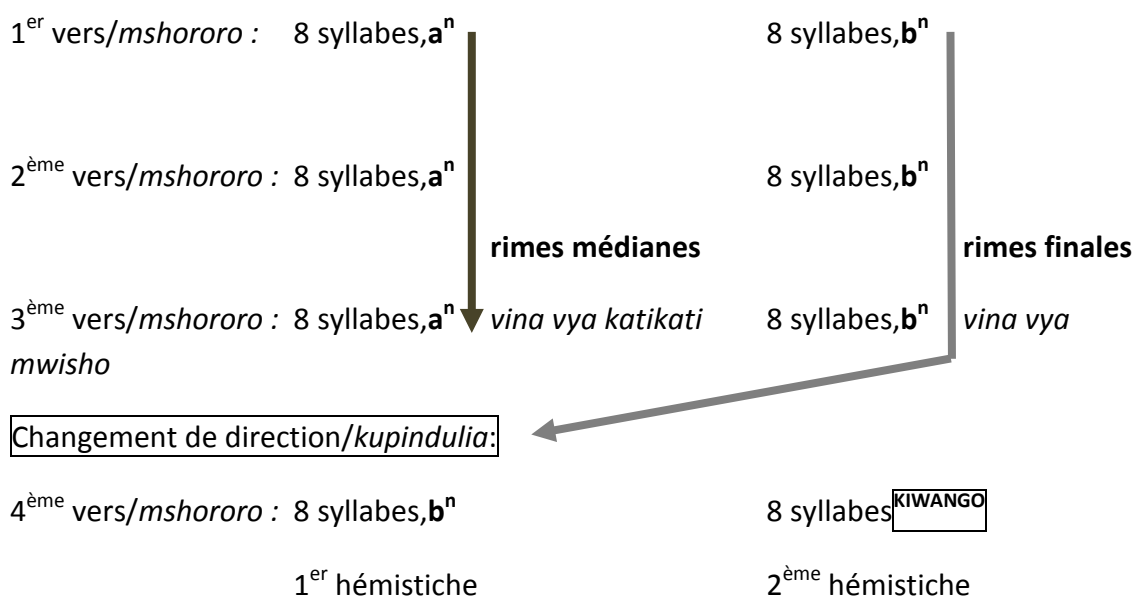 1er vers/mshororo : 8 syllabes,aⁿ 8 syllabes,bⁿ
2ème vers/mshororo : 8 syllabes,aⁿ 8 syllabes,bⁿ
rimes médianes rimes finales
3ème vers/mshororo : 8 syllabes,aⁿ vina vya katikati 8 syllabes,bⁿ vina vya
mwisho
Changement de direction/kupindulia:
4ème vers/mshororo : 8 syllabes,bⁿ 8 syllabes KIWANGO
1er hémistiche 2ème hémistiche